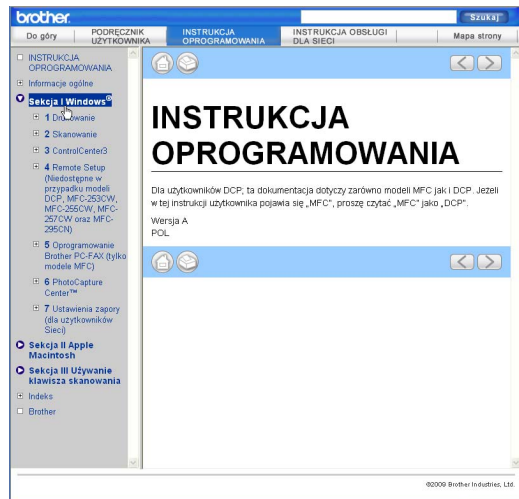 brother
Szukaj
Do góry
PODRĘCZNIK
UŻYTKOWNIKA
INSTRUKCJA
OPROGRAMOWANIA
INSTRUKCJA OBSŁUGI
DLA SIECI
Mapa strony
INSTRUKCJA
OPROGRAMOWANIA
Informacje ogólne
Sekcja I Windows®
1 Drukowanie
2 Skanowanie
3 ControlCenter3
4 Remote Setup
(Niedostępne w
przypadku modeli
DCP, MFC-253CW,
MFC-255CW, MFC-
257CW oraz MFC-
295CN)
5 Oprogramowanie
Brother PC-FAX (tylko
modele MFC)
6 PhotoCapture
Center™
7 Ustawienia zapory
(dla użytkowników
Sieci)
Sekcja II Apple
Macintosh
Sekcja III Używanie
klawisza skanowania
Indeks
Brother
INSTRUKCJA
OPROGRAMOWANIA
Dla użytkowników DCP; ta dokumentacja dotyczy zarówno modeli MFC jak i DCP. Jeżeli
w tej instrukcji użytkownika pojawia się „MFC”, proszę czytać „MFC” jako „DCP”.
Wersja A
POL
©2009 Brother Industries, Ltd.